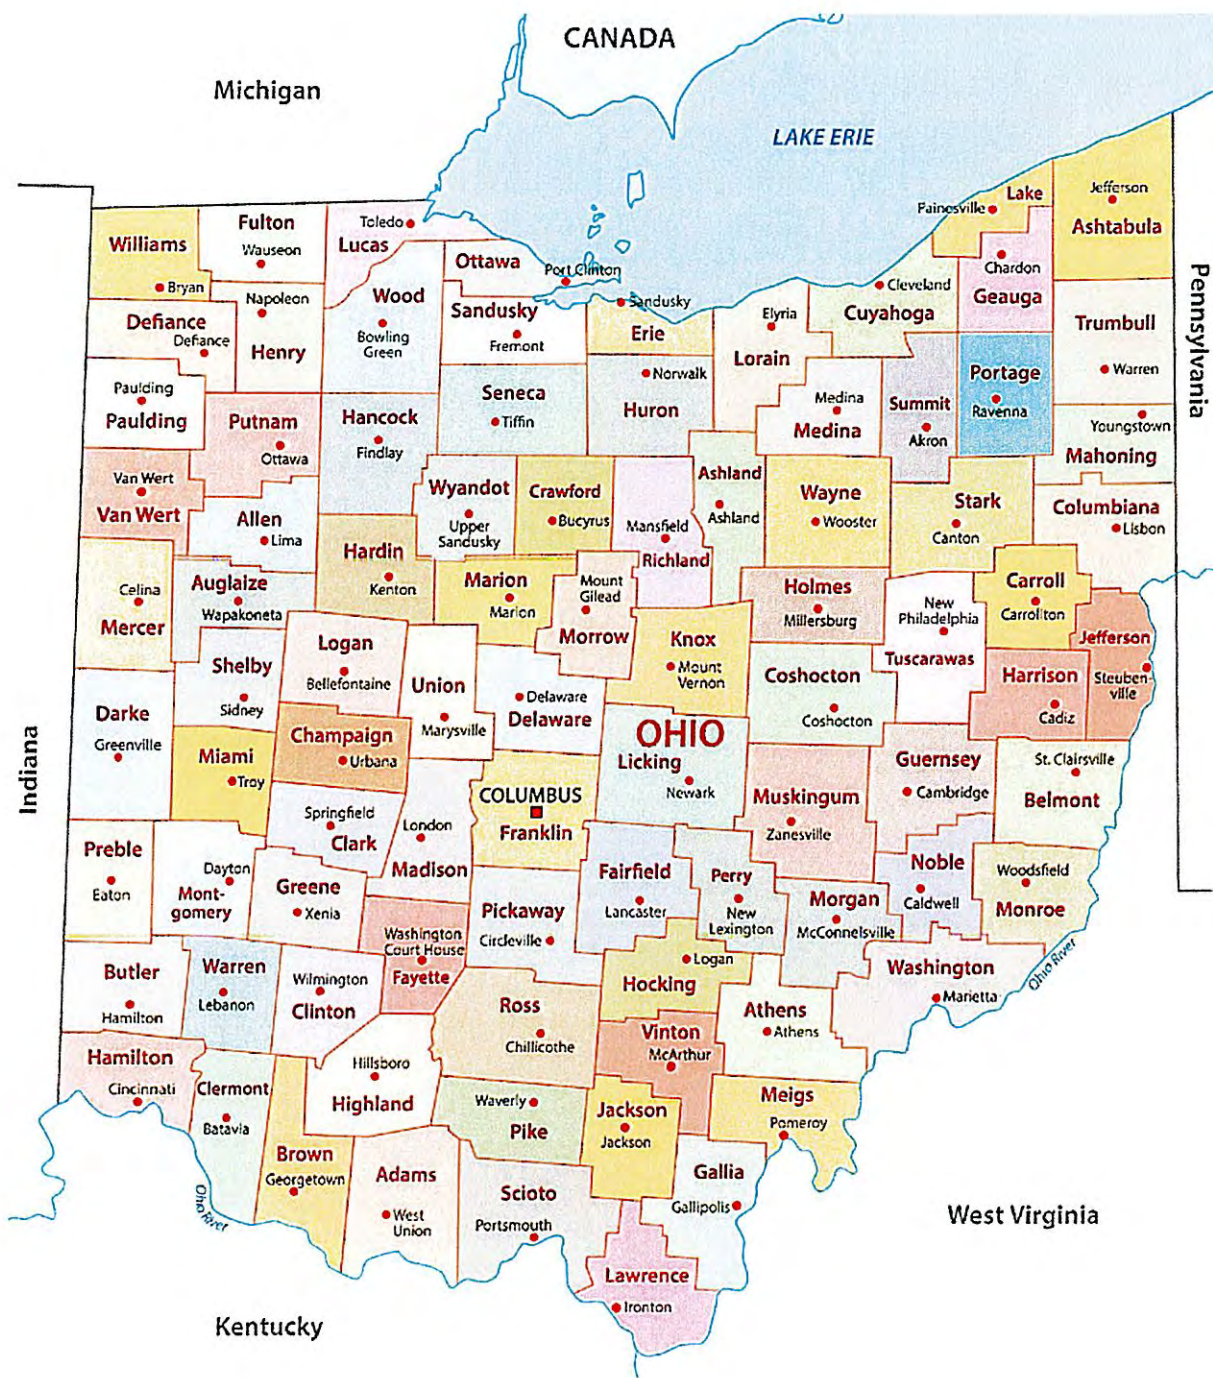 CANADA
Michigan
LAKE ERIE
Indiana
Pennsylvania
West Virginia
Kentucky
Ohio River
Ohio River
OHIO
Williams
Bryan
Fulton
Wauseon
Toledo
Lucas
Ottawa
Port Clinton
Lake
Painesville
Jefferson
Ashtabula
Chardon
Geauga
Cleveland
Cuyahoga
Defiance
Defiance
Napoleon
Henry
Wood
Bowling
Green
Sandusky
Fremont
Sandusky
Erie
Elyria
Lorain
Trumbull
Warren
Paulding
Paulding
Putnam
Ottawa
Hancock
Findlay
Seneca
Tiffin
Norwalk
Huron
Medina
Medina
Summit
Akron
Portage
Ravenna
Youngstown
Mahoning
Van Wert
Van Wert
Allen
Lima
Wyandot
Upper
Sandusky
Crawford
Bucyrus
Mansfield
Richland
Ashland
Ashland
Wayne
Wooster
Stark
Canton
Columbiana
Lisbon
Celina
Mercer
Auglaize
Wapakoneta
Hardin
Kenton
Marion
Marion
Mount
Gilead
Morrow
Knox
Mount
Vernon
Holmes
Millersburg
New
Philadelphia
Tuscarawas
Carroll
Carrollton
Jefferson
Steuben-
ville
Harrison
Cadiz
Shelby
Sidney
Logan
Bellefontaine
Union
Marysville
Delaware
Delaware
Coshocton
Coshocton
Darke
Greenville
Miami
Troy
Champaign
Urbana
COLUMBUS
Franklin
Licking
Newark
Muskingum
Zanesville
Guernsey
Cambridge
St. Clairsville
Belmont
Springfield
Clark
London
Madison
Preble
Eaton
Dayton
Mont-
gomery
Greene
Xenia
Pickaway
Circleville
Fairfield
Lancaster
Perry
New
Lexington
Morgan
McConnelsville
Noble
Caldwell
Woodsfield
Monroe
Washington
Court House
Fayette
Butler
Hamilton
Warren
Lebanon
Wilmington
Clinton
Ross
Chillicothe
Logan
Hocking
Athens
Athens
Washington
Marietta
Hamilton
Cincinnati
Clermont
Batavia
Hillsboro
Highland
Vinton
McArthur
Waverly
Pike
Jackson
Jackson
Meigs
Pomeroy
Brown
Georgetown
Adams
West
Union
Scioto
Portsmouth
Gallia
Gallipolis
Lawrence
Ironton